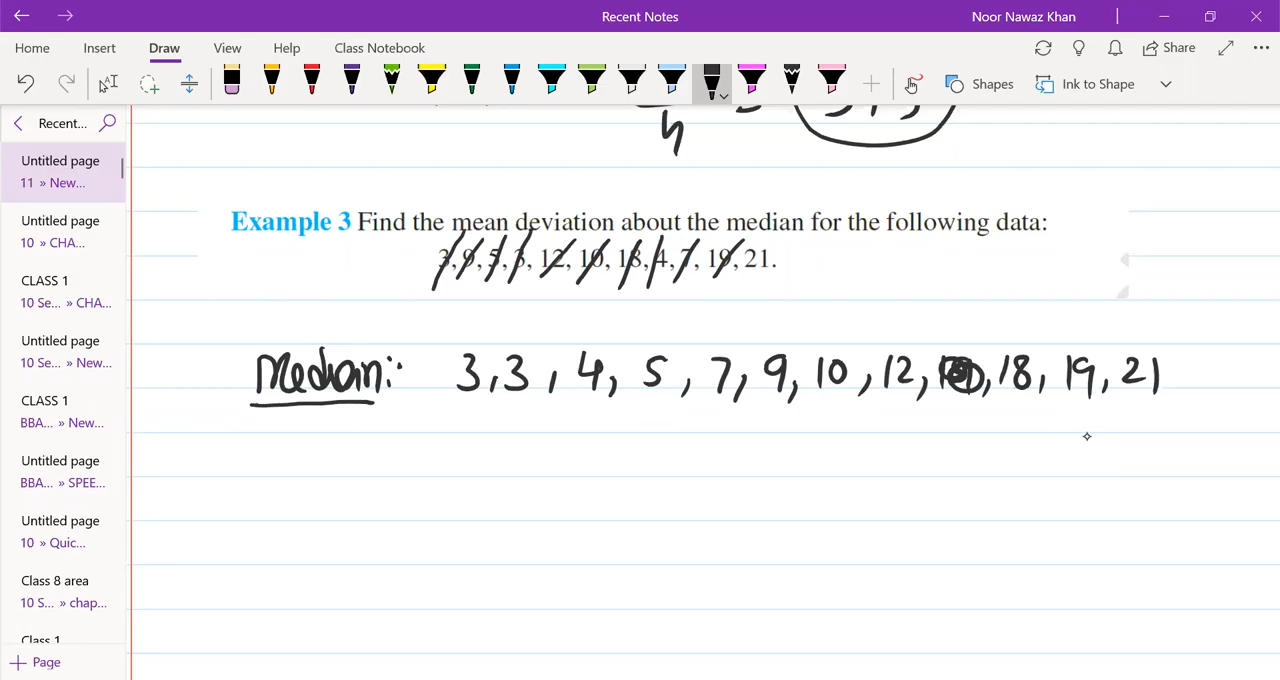 Recent Notes
Noor Nawaz Khan
Home Insert Draw View Help Class Notebook Share
Shapes Ink to Shape
Recent...
Untitled page
11 » New...
Untitled page
10 » CHA...
CLASS 1
10 Se... » CHA...
Untitled page
10 Se... » New...
CLASS 1
BBA... » New...
Untitled page
BBA... » SPEE...
Untitled page
10 » Quic...
Class 8 area
10 S... » chap...
Class 1
Page
Example 3 Find the mean deviation about the median for the following data:
3, 9, 5, 3, 12, 10, 18, 4, 7, 19, 21.
Median:- 3, 3, 4, 5, 7, 9, 10, 12, 18, 19, 21